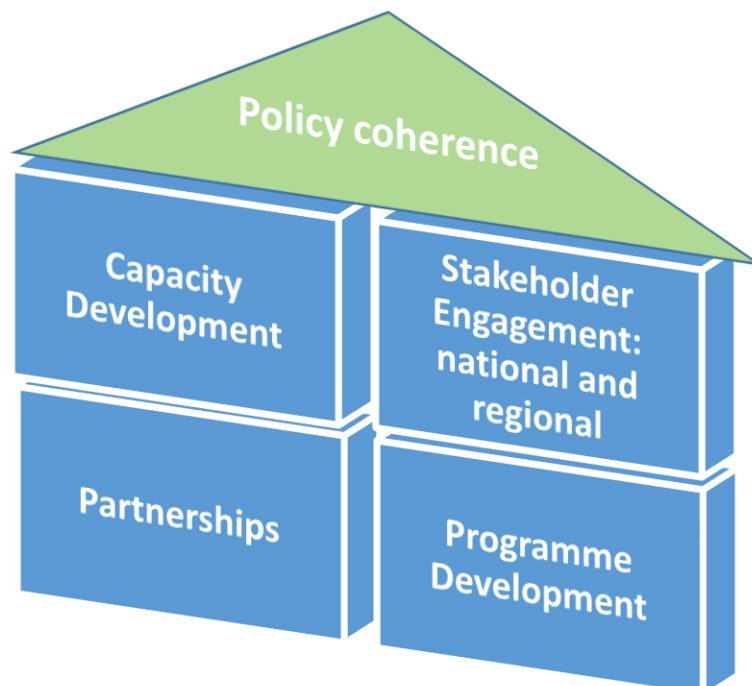 Policy coherence
Capacity
Development
Stakeholder
Engagement:
national and
regional
Partnerships
Programme
Development